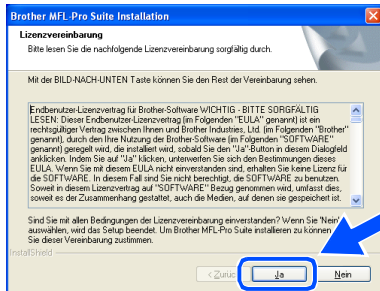 Brother MFL-Pro Suite Installation
Lizenzvereinbarung
Bitte lesen Sie die nachfolgende Lizenzvereinbarung sorgfältig durch.
Mit der BILD-NACH-UNTEN Taste können Sie den Rest der Vereinbarung sehen.
Endbenutzer-Lizenzvertrag für Brother-Software WICHTIG - BITTE SORGFÄLTIG
LESEN: Dieser Endbenutzer-Lizenzvertrag (im Folgenden "EULA" genannt) ist ein
rechtsgültiger Vertrag zwischen Ihnen und Brother Industries, Ltd. (im Folgenden "Brother"
genannt), durch den Ihre Nutzung der Brother-Software (im Folgenden "SOFTWARE"
genannt) geregelt wird, die installiert wird, sobald Sie den "Ja"-Button in diesem Dialogfeld
anklicken. Indem Sie auf "Ja" klicken, unterwerfen Sie sich den Bestimmungen dieses
EULA. Wenn Sie mit diesem EULA nicht einverstanden sind, erhalten Sie keine Lizenz für
die SOFTWARE. In diesem Fall sind Sie nicht berechtigt, die SOFTWARE zu benutzen.
Soweit in diesem Lizenzvertrag auf "SOFTWARE" Bezug genommen wird, umfasst dies,
soweit es der Zusammenhang gestattet, auch die Medien, auf denen sie gespeichert ist.
Sind Sie mit allen Bedingungen der Lizenzvereinbarung einverstanden? Wenn Sie 'Nein'
auswählen, wird das Setup beendet. Um Brother MFL-Pro Suite installieren zu können
Sie dieser Vereinbarung zustimmen.
InstallShield
< Zurück Ja Nein